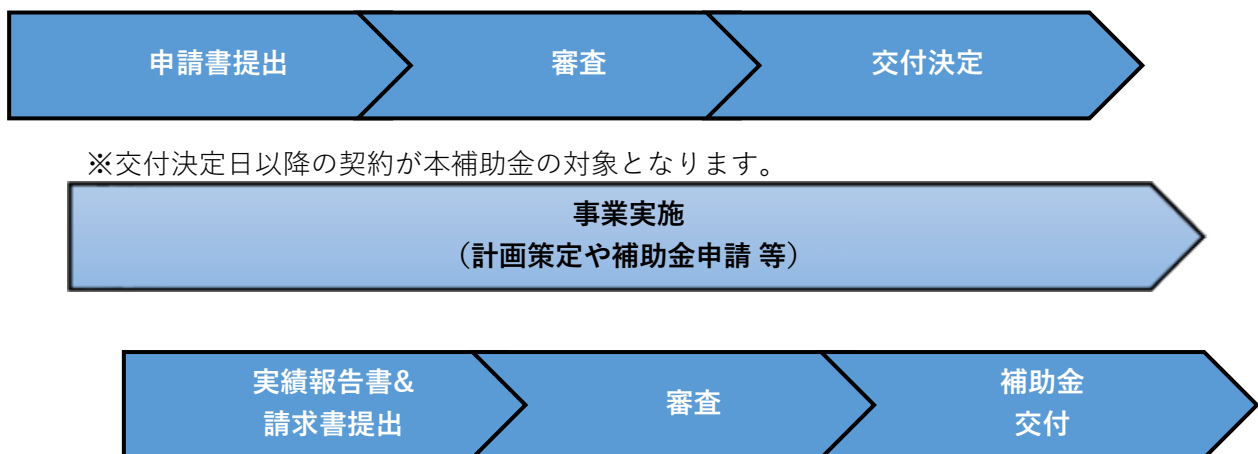 申請書提出
審査
交付決定
※交付決定日以降の契約が本補助金の対象となります。
事業実施
（計画策定や補助金申請 等）
実績報告書&
請求書提出
審査
補助金
交付